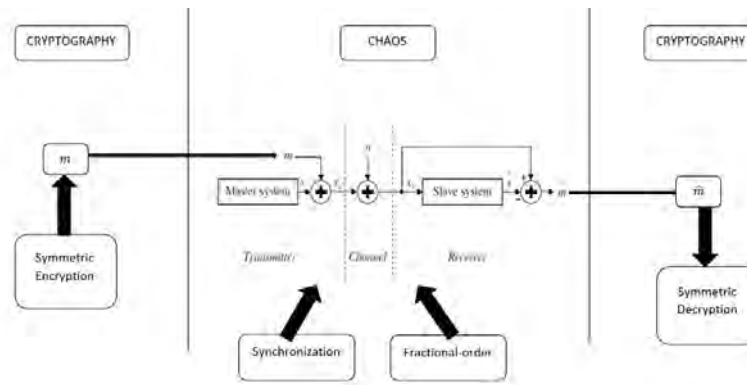 CRYPTOGRAPHY
CHAOS
CRYPTOGRAPHY
m
m
n
Master system
Slave system
m̂
Transmitter
Channel
Receiver
Symmetric
Encryption
Symmetric
Decryption
Synchronization
Fractional-order